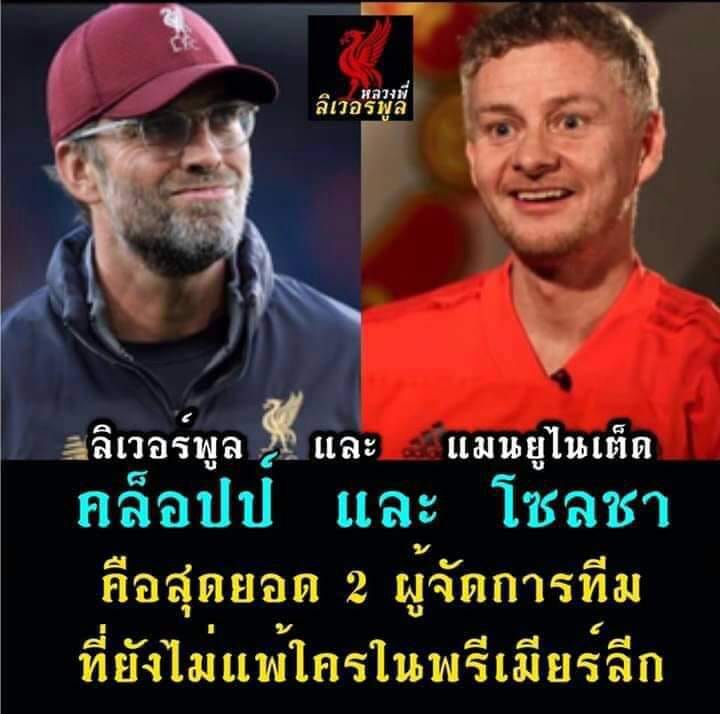 LFC
หลวงพี่
ลิเวอร์พูล
ลิเวอร์พูล และ แมนยูไนเต็ด
คล็อปป์ และ โซลชา
คือสุดยอด 2 ผู้จัดการทีม
ที่ยังไม่แพ้ใครในพรีเมียร์ลีก